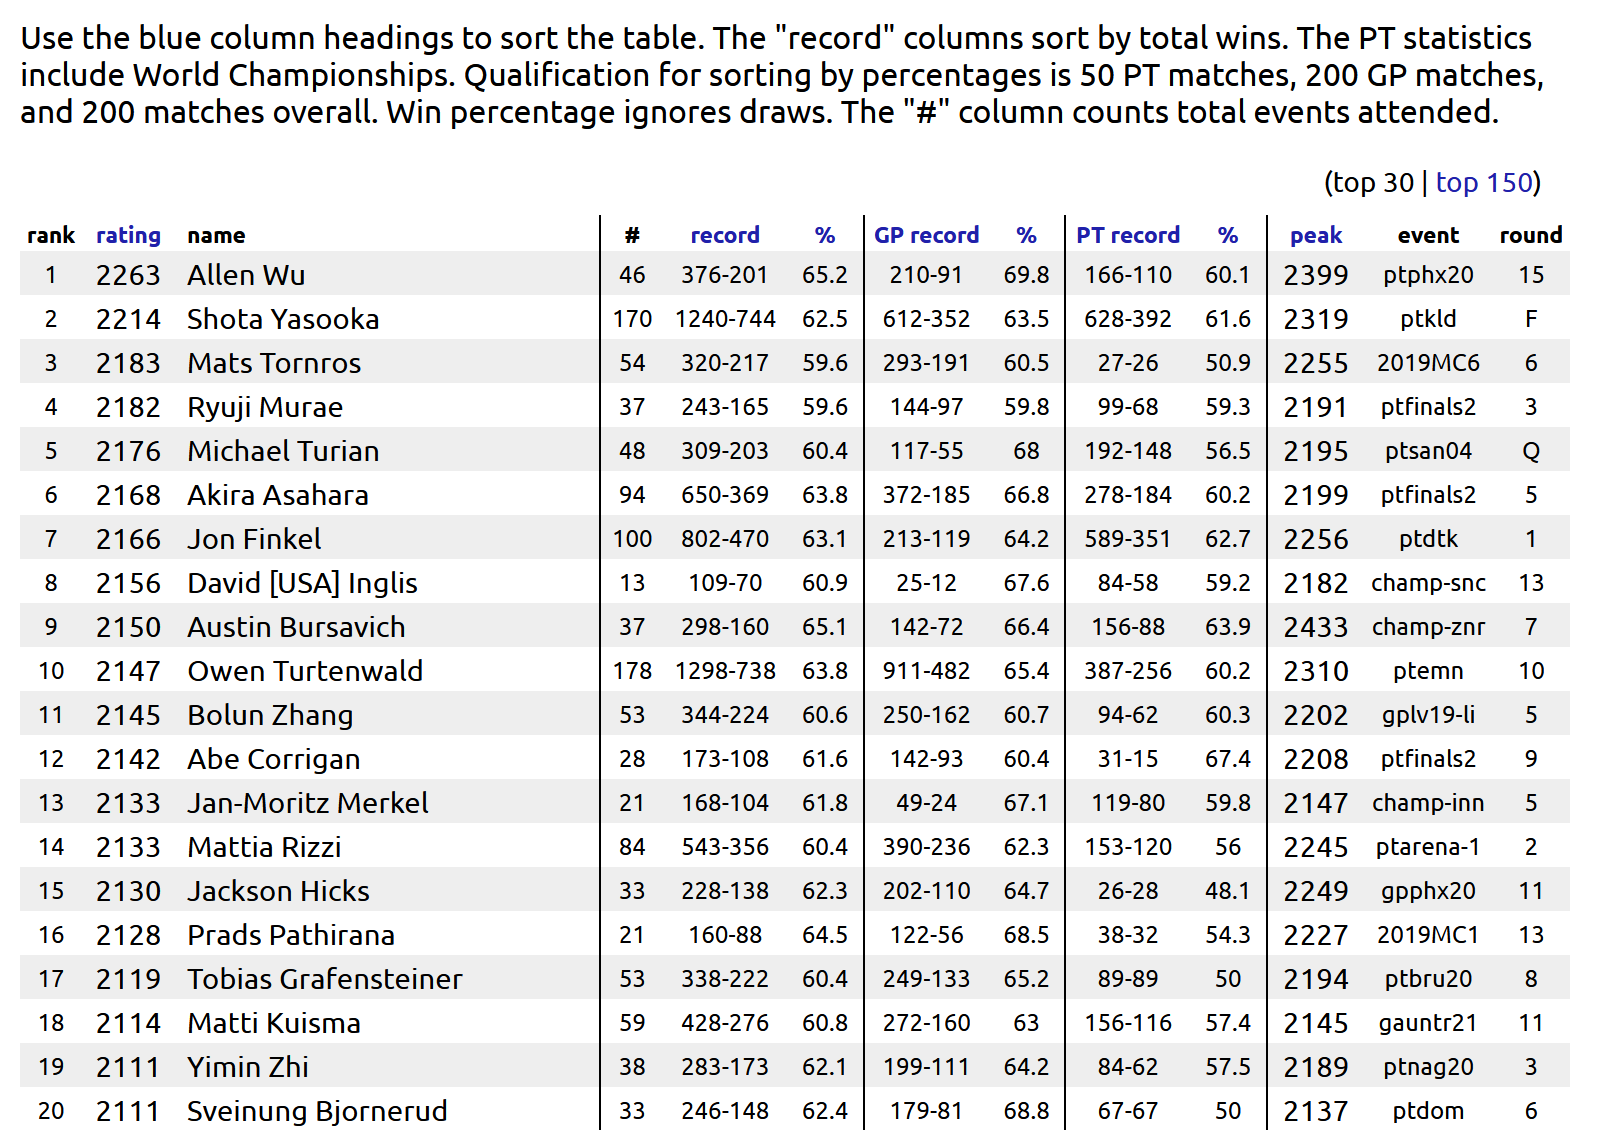 Use the blue column headings to sort the table. The "record" columns sort by total wins. The PT statistics
include World Championships. Qualification for sorting by percentages is 50 PT matches, 200 GP matches,
and 200 matches overall. Win percentage ignores draws. The "#" column counts total events attended.
(top 30 | top 150)
rank rating name # record % GP record % PT record % peak event round
1 2263 Allen Wu 46 376-201 65.2 210-91 69.8 166-110 60.1 2399 ptphx20 15
2 2214 Shota Yasooka 170 1240-744 62.5 612-352 63.5 628-392 61.6 2319 ptkld F
3 2183 Mats Tornros 54 320-217 59.6 293-191 60.5 27-26 50.9 2255 2019MC6 6
4 2182 Ryuji Murae 37 243-165 59.6 144-97 59.8 99-68 59.3 2191 ptfinals2 3
5 2176 Michael Turian 48 309-203 60.4 117-55 68 192-148 56.5 2195 ptsan04 Q
6 2168 Akira Asahara 94 650-369 63.8 372-185 66.8 278-184 60.2 2199 ptfinals2 5
7 2166 Jon Finkel 100 802-470 63.1 213-119 64.2 589-351 62.7 2256 ptdtk 1
8 2156 David [USA] Inglis 13 109-70 60.9 25-12 67.6 84-58 59.2 2182 champ-snc 13
9 2150 Austin Bursavich 37 298-160 65.1 142-72 66.4 156-88 63.9 2433 champ-znr 7
10 2147 Owen Turtenwald 178 1298-738 63.8 911-482 65.4 387-256 60.2 2310 ptemn 10
11 2145 Bolun Zhang 53 344-224 60.6 250-162 60.7 94-62 60.3 2202 gplv19-li 5
12 2142 Abe Corrigan 28 173-108 61.6 142-93 60.4 31-15 67.4 2208 ptfinals2 9
13 2133 Jan-Moritz Merkel 21 168-104 61.8 49-24 67.1 119-80 59.8 2147 champ-inn 5
14 2133 Mattia Rizzi 84 543-356 60.4 390-236 62.3 153-120 56 2245 ptarena-1 2
15 2130 Jackson Hicks 33 228-138 62.3 202-110 64.7 26-28 48.1 2249 gpphx20 11
16 2128 Prads Pathirana 21 160-88 64.5 122-56 68.5 38-32 54.3 2227 2019MC1 13
17 2119 Tobias Grafensteiner 53 338-222 60.4 249-133 65.2 89-89 50 2194 ptbru20 8
18 2114 Matti Kuisma 59 428-276 60.8 272-160 63 156-116 57.4 2145 gauntr21 11
19 2111 Yimin Zhi 38 283-173 62.1 199-111 64.2 84-62 57.5 2189 ptnag20 3
20 2111 Sveinung Bjornerud 33 246-148 62.4 179-81 68.8 67-67 50 2137 ptdom 6